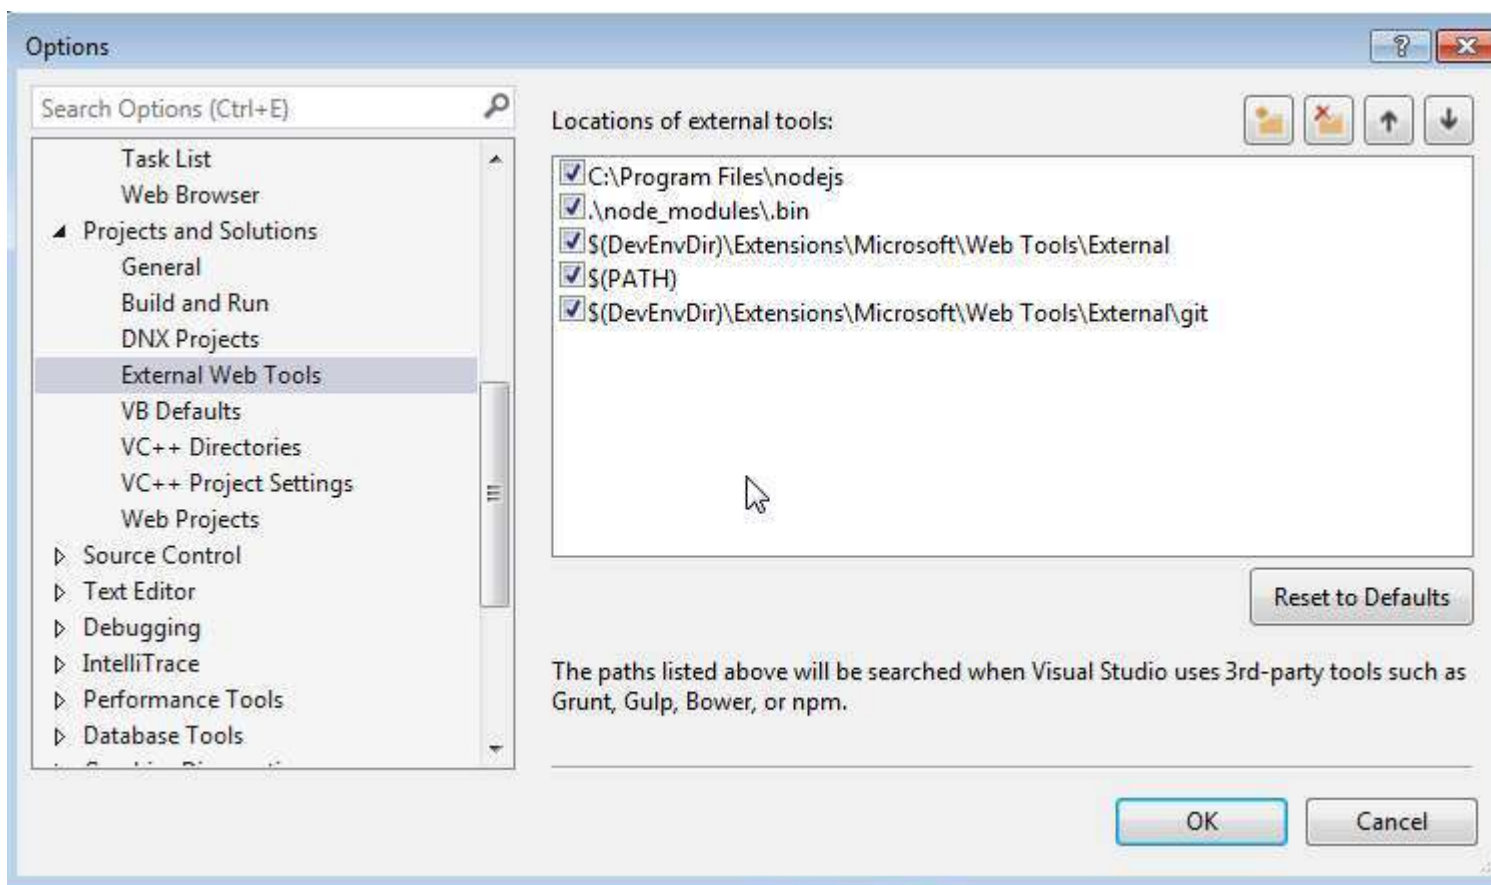 Options
Search Options (Ctrl+E)
Task List
Web Browser
Projects and Solutions
General
Build and Run
DNX Projects
External Web Tools
VB Defaults
VC++ Directories
VC++ Project Settings
Web Projects
Source Control
Text Editor
Debugging
IntelliTrace
Performance Tools
Database Tools
Locations of external tools:
C:\Program Files\nodejs
.\node_modules\.bin
$(DevEnvDir)\Extensions\Microsoft\Web Tools\External
$(PATH)
$(DevEnvDir)\Extensions\Microsoft\Web Tools\External\git
Reset to Defaults
The paths listed above will be searched when Visual Studio uses 3rd-party tools such as
Grunt, Gulp, Bower, or npm.
OK
Cancel